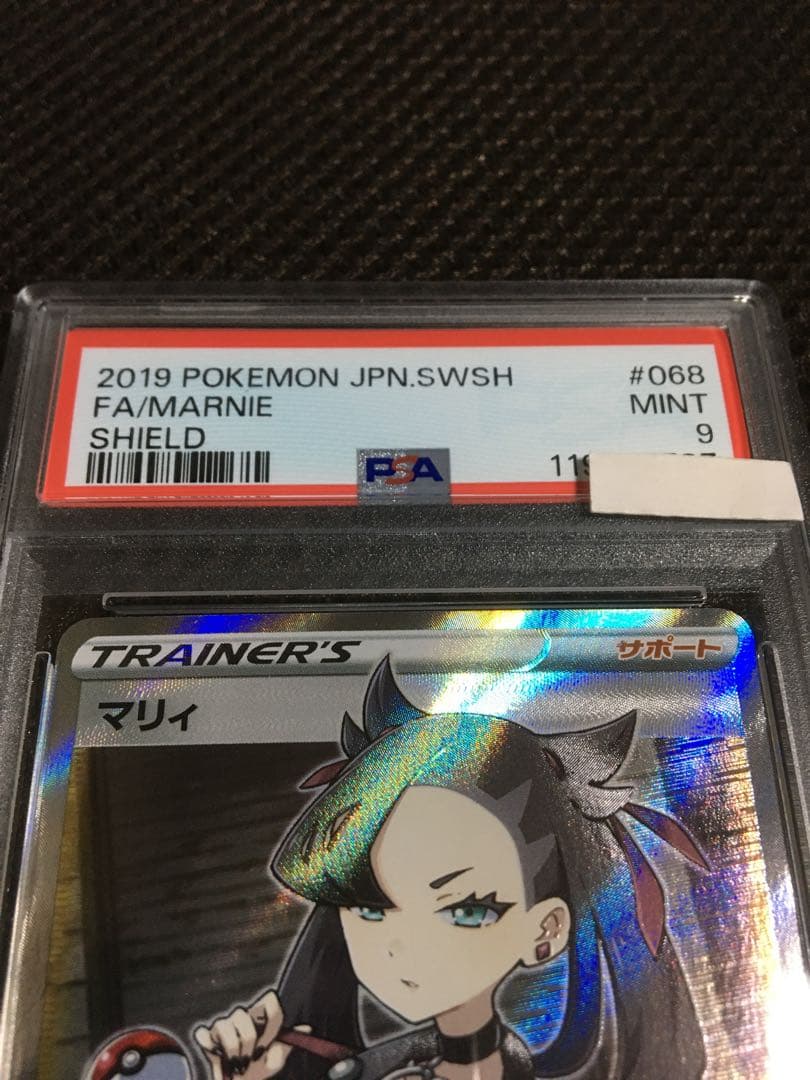 2019 POKEMON JPN.SWSH #068
FA/MARNIE MINT
SHIELD 9
PSA
TRAINER'S サポート
マリィ